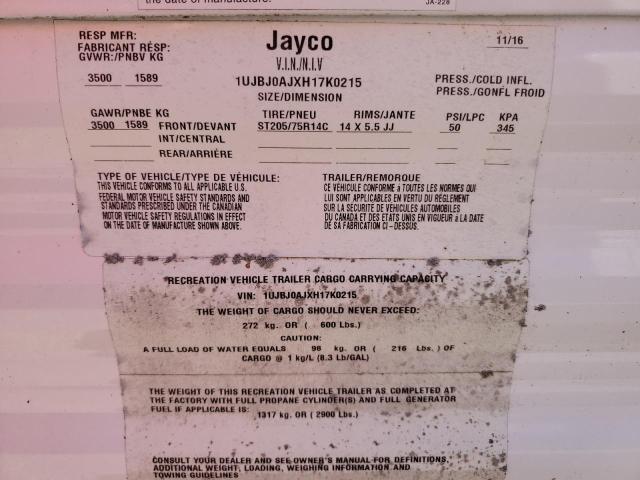 the date of manufacture.
JA-228
RESP MFR: Jayco 11/16
FABRICANT RESP:
GVWR:/PNBV KG V.I.N./N.I.V
3500 1589 1UJBJ0AJXH17K0215 PRESS./COLD INFL.
SIZE/DIMENSION PRESS./GONFL FROID
GAWR/PNBE KG TIRE/PNEU RIMS/JANTE PSI/LPC KPA
3500 1589 FRONT/DEVANT ST205/75R14C 14 X 5.5 JJ 50 345
INT/CENTRAL
REAR/ARRIÈRE
TYPE OF VEHICLE/TYPE DE VÉHICULE: TRAILER/REMORQUE
THIS VEHICLE CONFORMS TO ALL APPLICABLE U.S. CE VÉHICULE CONFORME à TOUTES LES NORMES QUI
FEDERAL MOTOR VEHICLE SAFETY STANDARDS AND LUI SONT APPLICABLES EN VERTU DU RÈGLEMENT
STANDARDS PRESCRIBED UNDER THE CANADIAN SUR LA SÉCURITÉ DE VÉHICULES AUTOMOBILES
MOTOR VEHICLE SAFETY REGULATIONS IN EFFECT DU CANADA ET DES ÉTATS UNIS EN VIGUEUR à LA DATE
ON THE DATE OF MANUFACTURE SHOWN ABOVE. DE SA FABRICATION CI-DESSUS.
RECREATION VEHICLE TRAILER CARGO CARRYING CAPACITY
VIN: 1UJBJ0AJXH17K0215
THE WEIGHT OF CARGO SHOULD NEVER EXCEED:
272 kg. OR ( 600 Lbs.)
CAUTION:
A FULL LOAD OF WATER EQUALS 98 kg. OR ( 216 Lbs. ) OF
CARGO @ 1 kg/L (8.3 Lb/GAL)
THE WEIGHT OF THIS RECREATION VEHICLE TRAILER AS COMPLETED AT
THE FACTORY WITH FULL PROPANE CYLINDER(S) AND FULL GENERATOR
FUEL IF APPLICABLE IS:
1317 kg. OR (2900 Lbs.)
CONSULT YOUR DEALER AND SEE OWNER'S MANUAL FOR DEFINITIONS,
ADDITIONAL WEIGHT, LOADING, WEIGHING INFORMATION AND
TOWING GUIDELINES